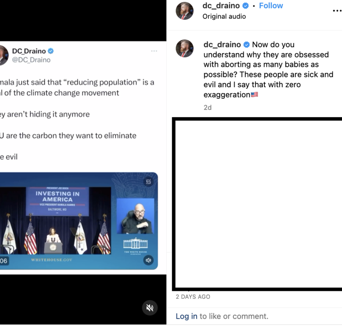 DC_Draino
@DC_Draino
mala just said that “reducing population” is a
al of the climate change movement
ey aren’t hiding it anymore
U are the carbon they want to eliminate
e evil
INVESTING IN
AMERICA
06
dc_draino • Follow
Original audio
...
dc_draino Now do you
understand why they are obsessed
with aborting as many babies as
possible? These people are sick and
evil and I say that with zero
exaggeration🇺🇸
2d
2 DAYS AGO
Log in to like or comment.